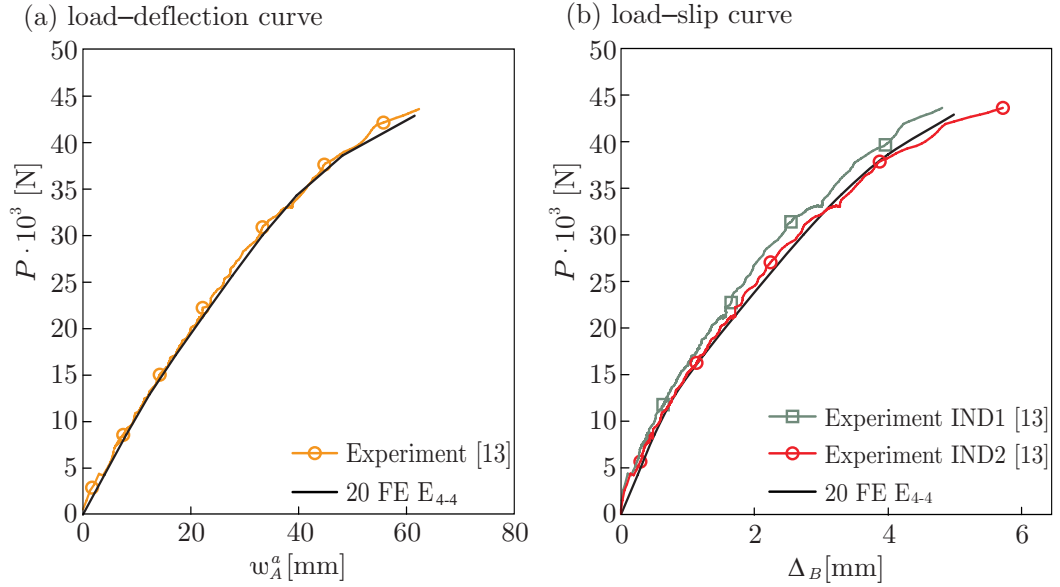 (a) load–deflection curve
50
45
40
35
30
25
20
15
10
5
0
P · 10³ [N]
0 20 40 60 80
w_A^a [mm]
Experiment [13]
20 FE E₄₋₄
(b) load–slip curve
50
45
40
35
30
25
20
15
10
5
0
P · 10³ [N]
0 2 4 6
Δ_B [mm]
Experiment IND1 [13]
Experiment IND2 [13]
20 FE E₄₋₄